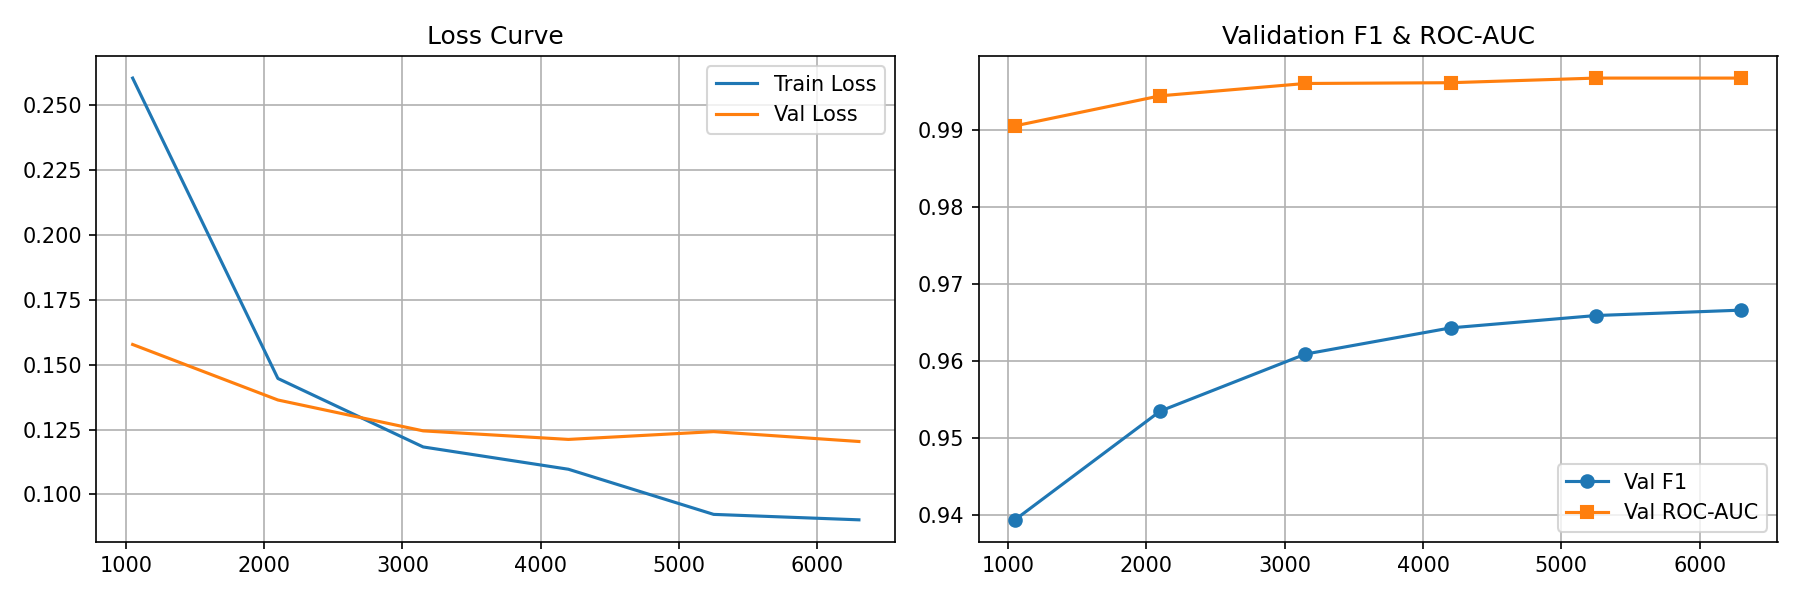 Loss Curve
Train Loss
Val Loss
0.250
0.225
0.200
0.175
0.150
0.125
0.100
1000 2000 3000 4000 5000 6000
Validation F1 & ROC-AUC
0.99
0.98
0.97
0.96
0.95
0.94
Val F1
Val ROC-AUC
1000 2000 3000 4000 5000 6000